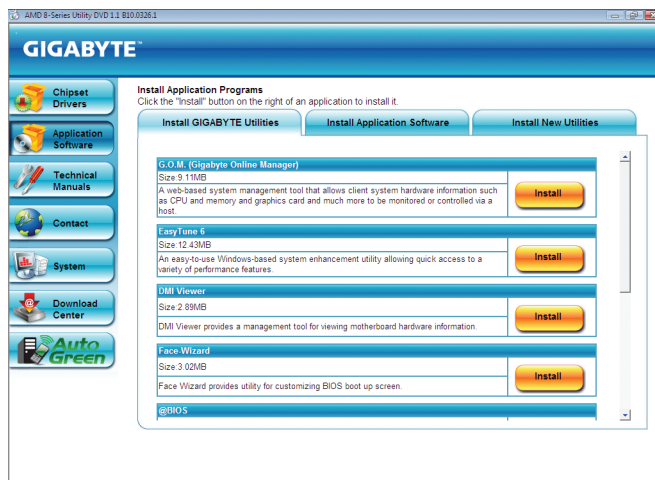 AMD 8-Series Utility DVD 1.1 B10.0326.1
GIGABYTE™
Chipset
Drivers
Application
Software
Technical
Manuals
Contact
System
Download
Center
Auto
Green
Install Application Programs
Click the "Install" button on the right of an application to install it.
Install GIGABYTE Utilities
Install Application Software
Install New Utilities
G.O.M. (Gigabyte Online Manager)
Size:9.11MB
A web-based system management tool that allows client system hardware information such
as CPU and memory and graphics card and much more to be monitored or controlled via a
host.
Install
EasyTune 6
Size:12.43MB
An easy-to-use Windows-based system enhancement utility allowing quick access to a
variety of performance features.
Install
DMI Viewer
Size:2.89MB
DMI Viewer provides a management tool for viewing motherboard hardware information.
Install
Face-Wizard
Size:3.02MB
Face Wizard provides utility for customizing BIOS boot up screen.
Install
@BIOS